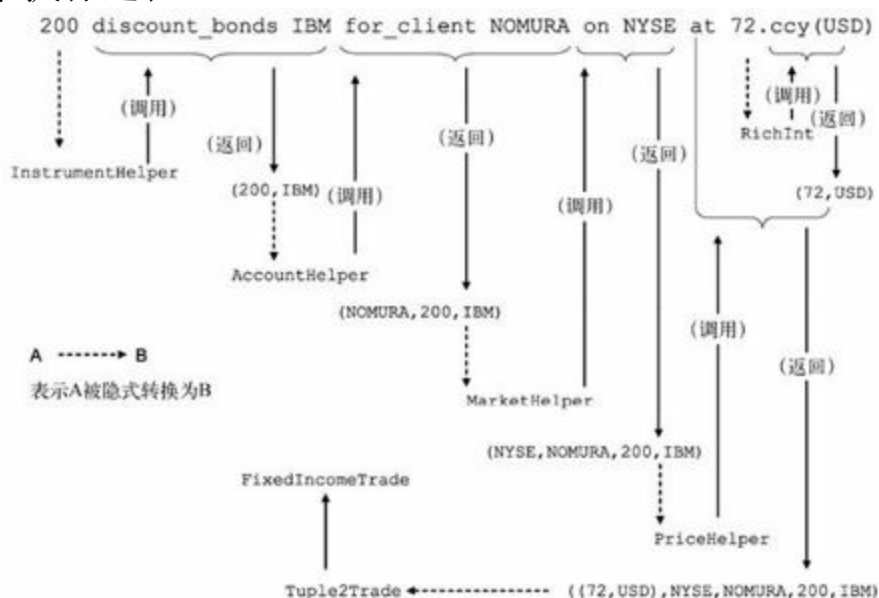 200 discount_bonds IBM for_client NOMURA on NYSE at 72.ccy(USD)
(调用)
(返回)
InstrumentHelper
(200,IBM)
(调用)
AccountHelper
(返回)
(NOMURA,200,IBM)
(调用)
MarketHelper
(返回)
(NYSE,NOMURA,200,IBM)
(调用)
RichInt
(返回)
(72,USD)
(调用)
PriceHelper
(返回)
A B
表示A被隐式转换为B
FixedIncomeTrade
Tuple2Trade
((72,USD),NYSE,NOMURA,200,IBM)